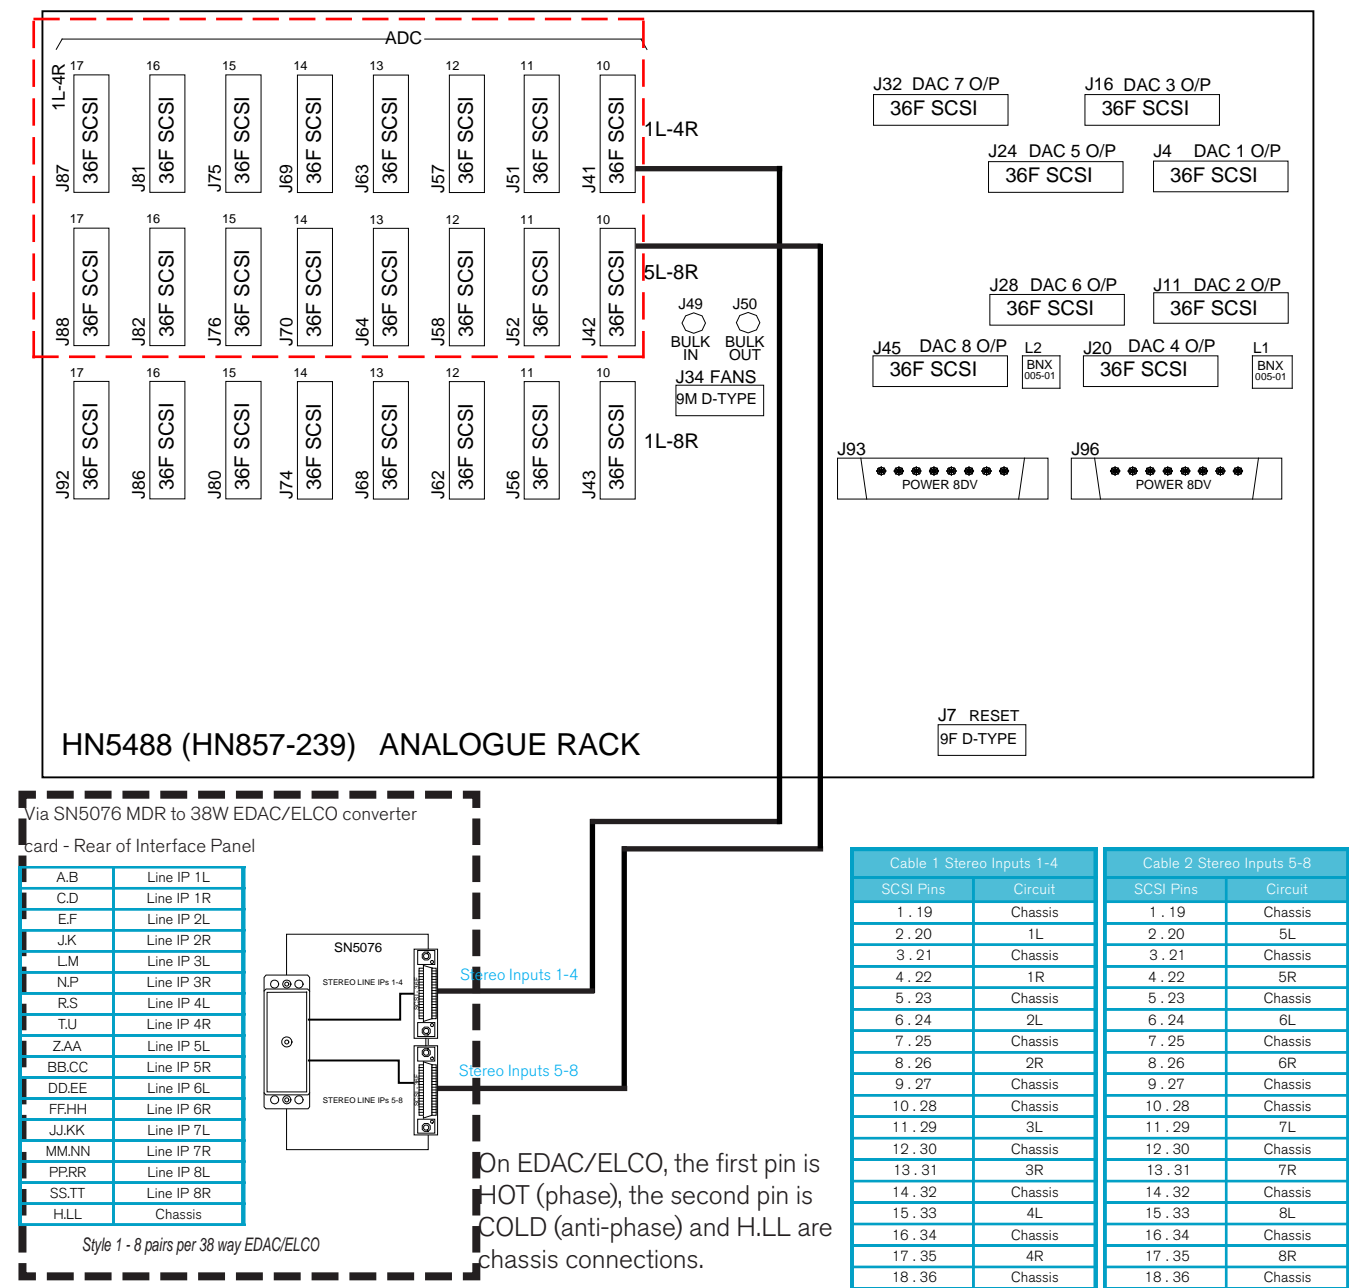 ADC
1L-4R
17 16 15 14 13 12 11 10
J87 36F SCSI
J81 36F SCSI
J75 36F SCSI
J69 36F SCSI
J63 36F SCSI
J57 36F SCSI
J51 36F SCSI
J41 36F SCSI
1L-4R
17 16 15 14 13 12 11 10
J88 36F SCSI
J82 36F SCSI
J76 36F SCSI
J70 36F SCSI
J64 36F SCSI
J58 36F SCSI
J52 36F SCSI
J42 36F SCSI
5L-8R
17 16 15 14 13 12 11 10
J92 36F SCSI
J86 36F SCSI
J80 36F SCSI
J74 36F SCSI
J68 36F SCSI
J62 36F SCSI
J56 36F SCSI
J43 36F SCSI
1L-8R
J49
BULK
IN
J50
BULK
OUT
J34 FANS
9M D-TYPE
J32 DAC 7 O/P
36F SCSI
J16 DAC 3 O/P
36F SCSI
J24 DAC 5 O/P
36F SCSI
J4 DAC 1 O/P
36F SCSI
J28 DAC 6 O/P
36F SCSI
J11 DAC 2 O/P
36F SCSI
J45 DAC 8 O/P
36F SCSI
L2
BNX
005-01
J20 DAC 4 O/P
36F SCSI
L1
BNX
005-01
J93
POWER 8DV
J96
POWER 8DV
J7 RESET
9F D-TYPE
HN5488 (HN857-239) ANALOGUE RACK
Via SN5076 MDR to 38W EDAC/ELCO converter
card - Rear of Interface Panel
A.B Line IP 1L
C.D Line IP 1R
E.F Line IP 2L
J.K Line IP 2R
L.M Line IP 3L
N.P Line IP 3R
R.S Line IP 4L
T.U Line IP 4R
Z.AA Line IP 5L
BB.CC Line IP 5R
DD.EE Line IP 6L
FF.HH Line IP 6R
JJ.KK Line IP 7L
MM.NN Line IP 7R
PP.RR Line IP 8L
SS.TT Line IP 8R
H.LL Chassis
Style 1 - 8 pairs per 38 way EDAC/ELCO
SN5076
STEREO LINE IPs 1-4
STEREO LINE IPs 5-8
Stereo Inputs 1-4
Stereo Inputs 5-8
On EDAC/ELCO, the first pin is
HOT (phase), the second pin is
COLD (anti-phase) and H.LL are
chassis connections.
Cable 1 Stereo Inputs 1-4
SCSI Pins Circuit
1 . 19 Chassis
2 . 20 1L
3 . 21 Chassis
4 . 22 1R
5 . 23 Chassis
6 . 24 2L
7 . 25 Chassis
8 . 26 2R
9 . 27 Chassis
10 . 28 Chassis
11 . 29 3L
12 . 30 Chassis
13 . 31 3R
14 . 32 Chassis
15 . 33 4L
16 . 34 Chassis
17 . 35 4R
18 . 36 Chassis
Cable 2 Stereo Inputs 5-8
SCSI Pins Circuit
1 . 19 Chassis
2 . 20 5L
3 . 21 Chassis
4 . 22 5R
5 . 23 Chassis
6 . 24 6L
7 . 25 Chassis
8 . 26 6R
9 . 27 Chassis
10 . 28 Chassis
11 . 29 7L
12 . 30 Chassis
13 . 31 7R
14 . 32 Chassis
15 . 33 8L
16 . 34 Chassis
17 . 35 8R
18 . 36 Chassis